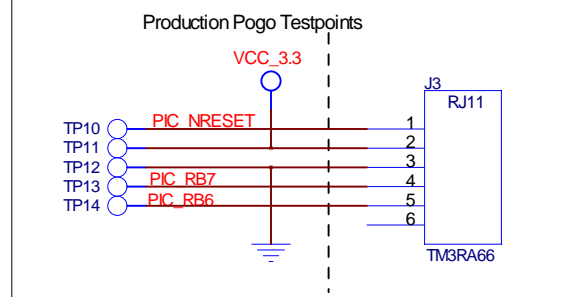 Production Pogo Testpoints
VCC_3.3
J3
RJ11
TP10 PIC_NRESET 1
TP11 2
TP12 3
TP13 PIC_RB7 4
TP14 PIC_RB6 5
6
TM3RA66